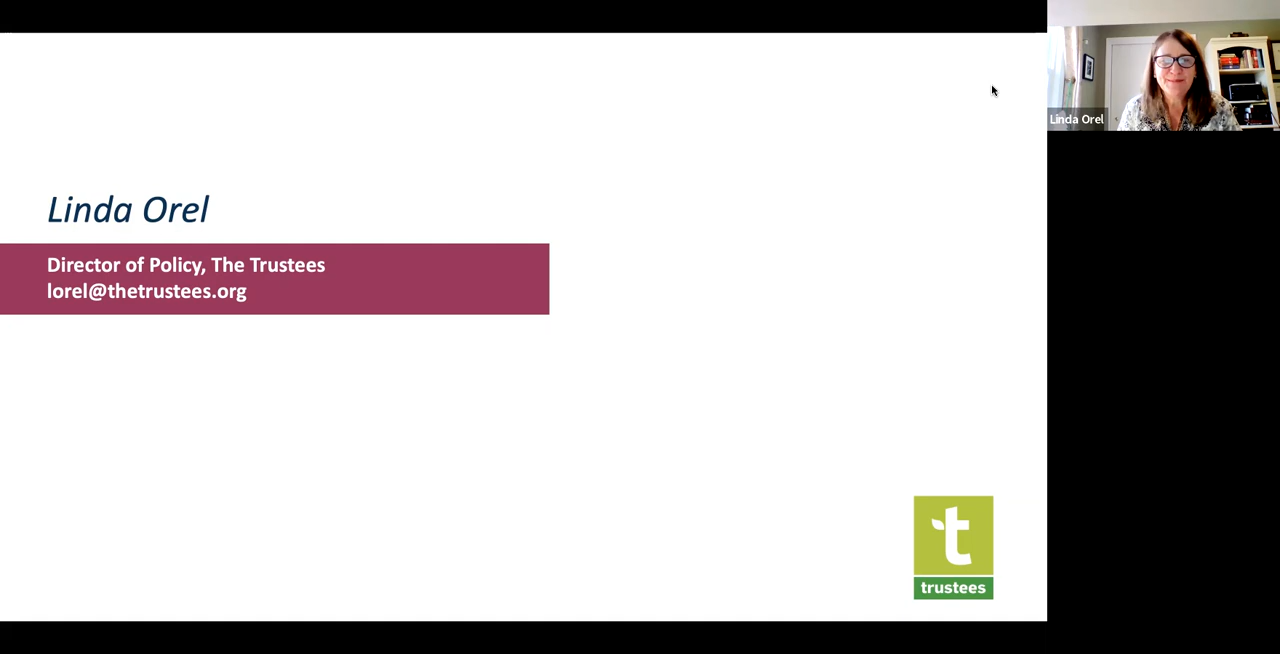 Linda Orel
Linda Orel
Director of Policy, The Trustees
lorel@thetrustees.org
t
trustees